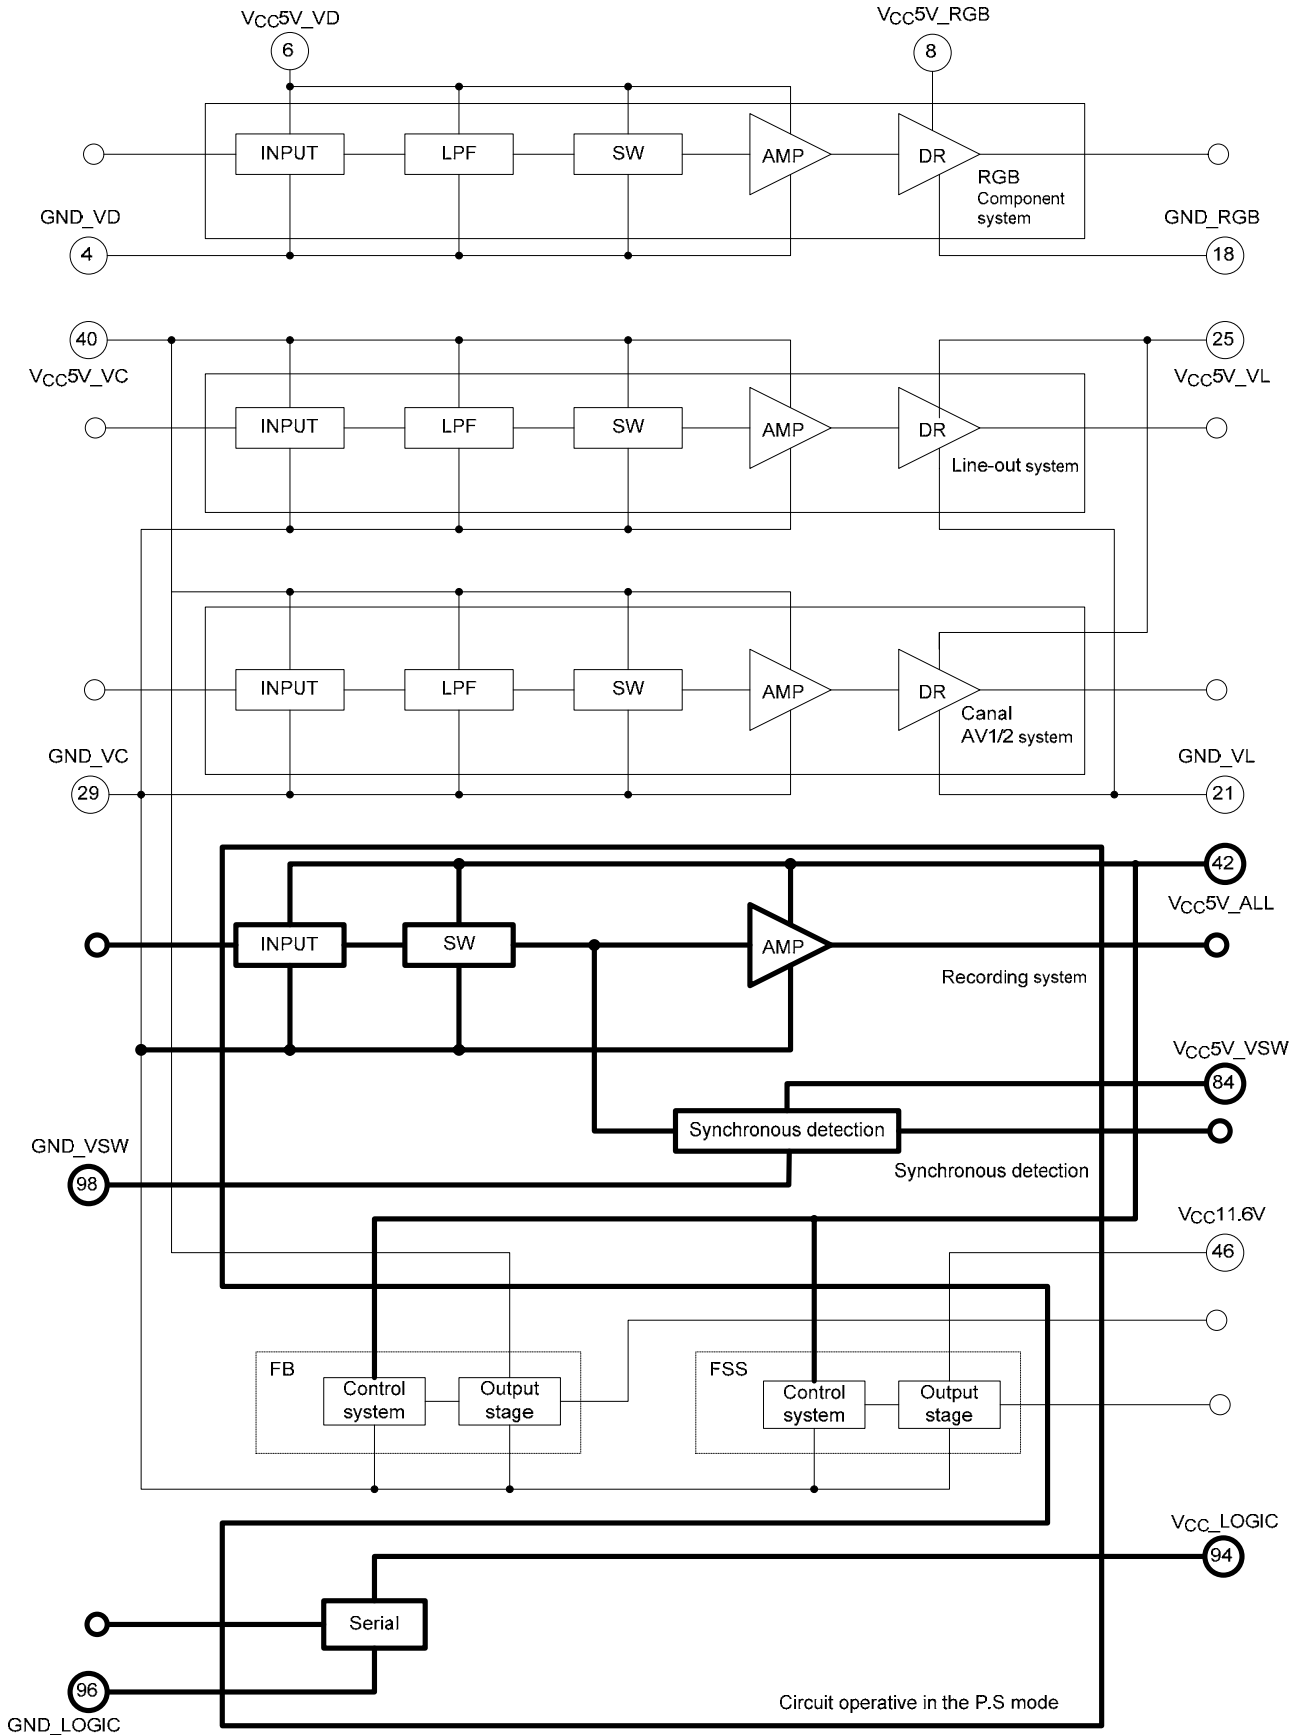 VCC5V_VD
VCC5V_RGB
6
8
INPUT
LPF
SW
AMP
DR
RGB
Component
system
GND_VD
GND_RGB
4
18
40
25
VCC5V_VC
VCC5V_VL
INPUT
LPF
SW
AMP
DR
Line-out system
INPUT
LPF
SW
AMP
DR
Canal
AV1/2 system
GND_VC
GND_VL
29
21
42
VCC5V_ALL
INPUT
SW
AMP
Recording system
VCC5V_VSW
84
Synchronous detection
GND_VSW
Synchronous detection
98
VCC11.6V
46
FB
FSS
Control
system
Output
stage
Control
system
Output
stage
VCC_LOGIC
94
Serial
96
GND_LOGIC
Circuit operative in the P.S mode